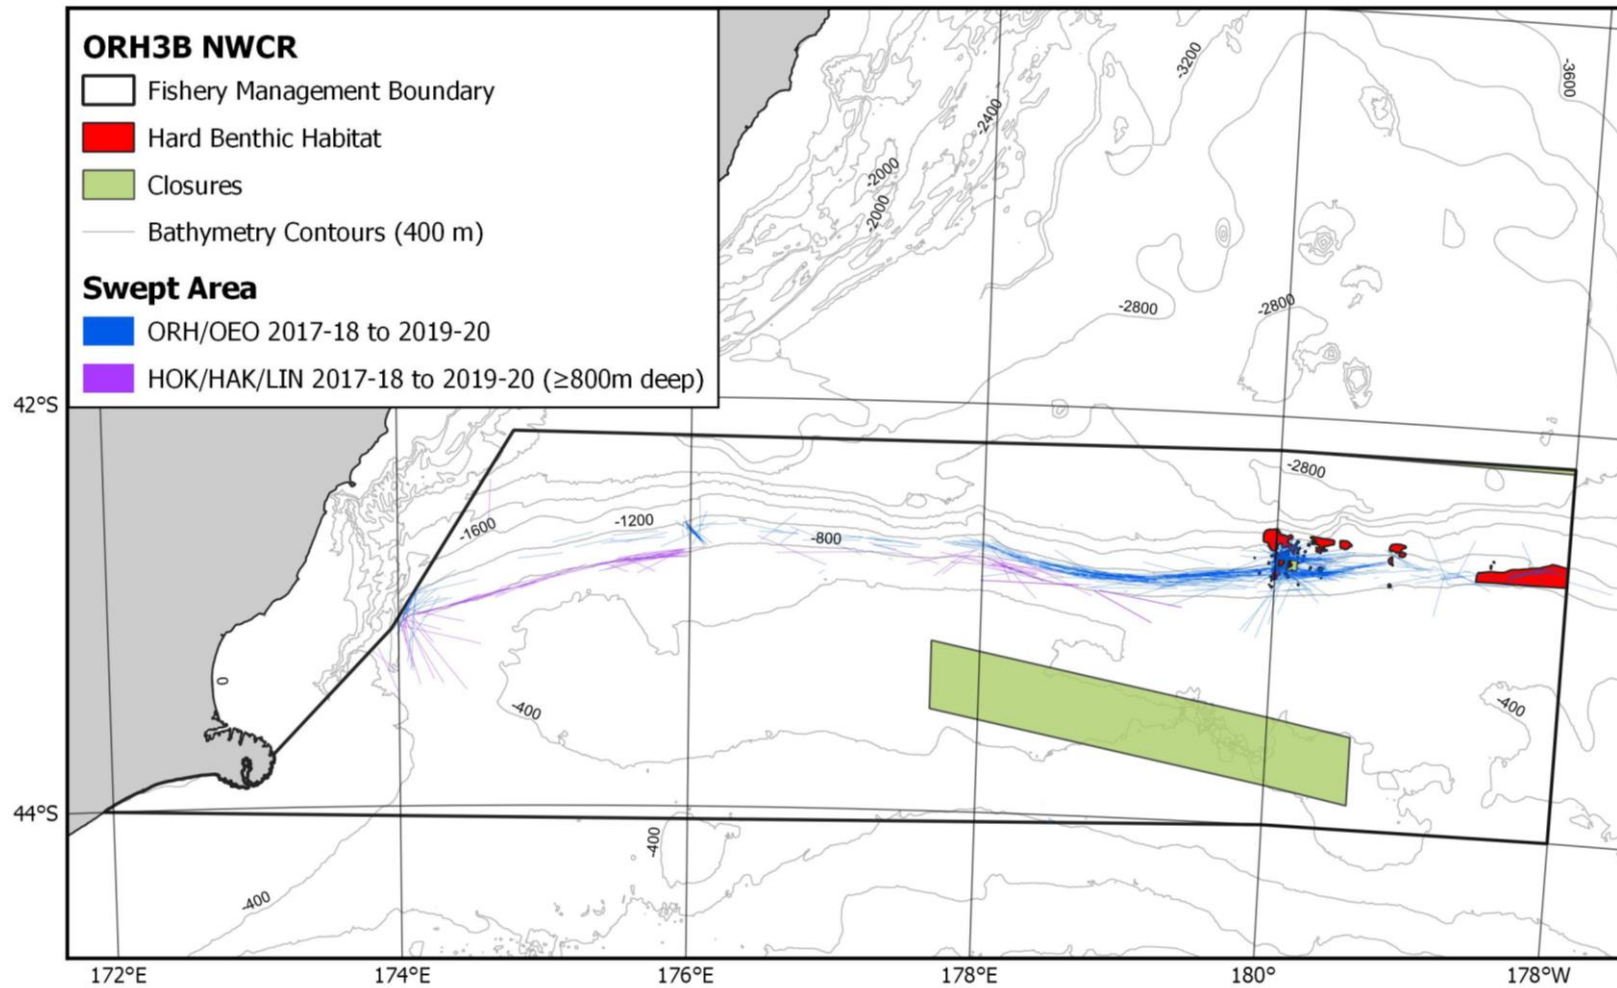 ORH3B NWCR
Fishery Management Boundary
Hard Benthic Habitat
Closures
Bathymetry Contours (400 m)
Swept Area
ORH/OEO 2017-18 to 2019-20
HOK/HAK/LIN 2017-18 to 2019-20 (≥800m deep)
-3200
-3600
-2400
-2000
-2000
-2800
-2800
42°S
-2800
-1600
-1200
-800
0
-400
-400
44°S
-400
-400
172°E
174°E
176°E
178°E
180°
178°W